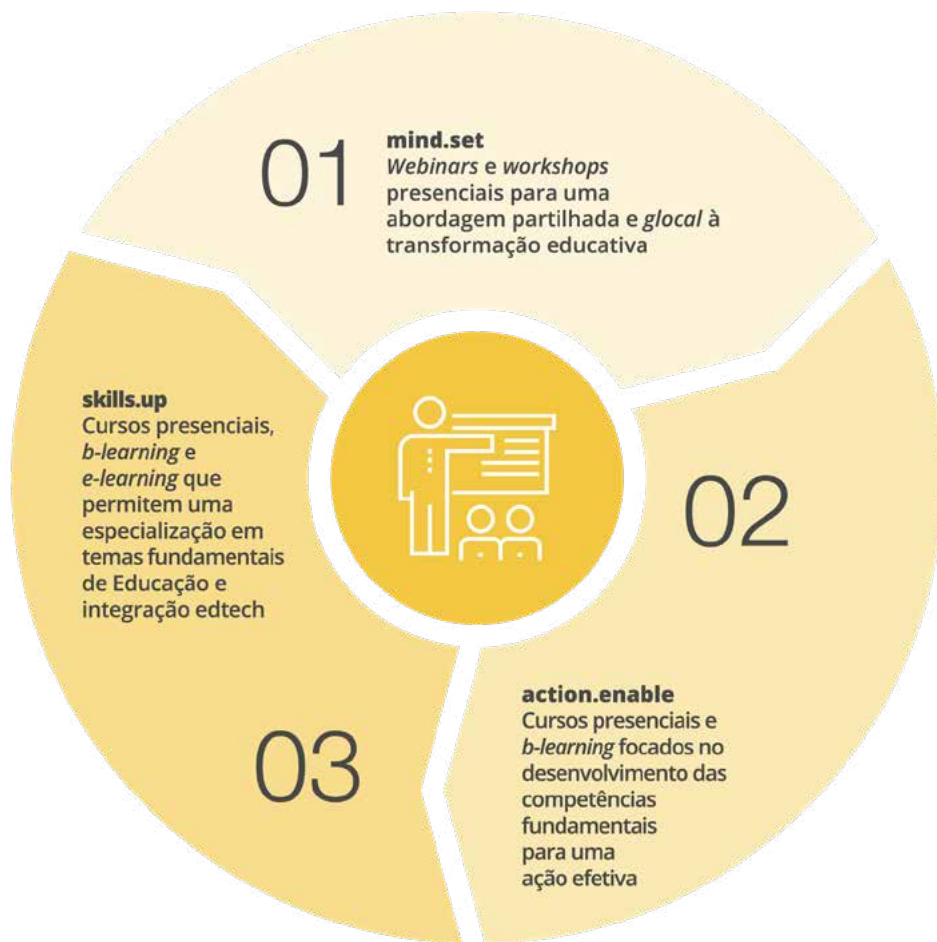 01
mind.set
Webinars e workshops
presenciais para uma
abordagem partilhada e glocal à
transformação educativa
02
action.enable
Cursos presenciais e
b-learning focados no
desenvolvimento das
competências
fundamentais
para uma
ação efetiva
03
skills.up
Cursos presenciais,
b-learning e
e-learning que
permitem uma
especialização em
temas fundamentais
de Educação e
integração edtech